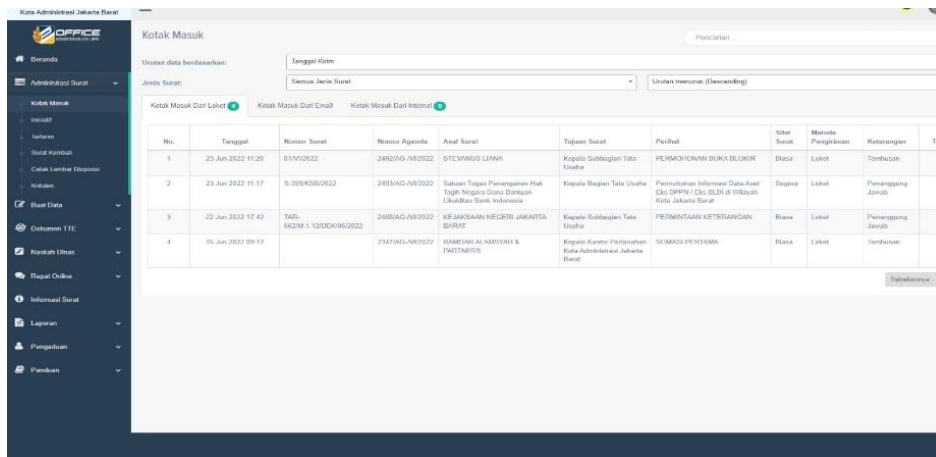 Kota Administrasi Jakarta Barat
OFFICE
Kotak Masuk
Pencarian...
Beranda
Urutan data berdasarkan:
Tanggal Kirim
Administrasi Surat
Jenis Surat:
Semua Jenis Surat
Urutan menurun (Descending)
Kotak Masuk
Inisiatif
Terkirim
Surat Kembali
Cetak Lembar Disposisi
Notulen
Buat Data
Dokumen TTE
Naskah Dinas
Rapat Online
Informasi Surat
Laporan
Pengaduan
Panduan
Kotak Masuk Dari Loket 4
Kotak Masuk Dari Email
Kotak Masuk Dari Internal
No. Tanggal Nomor Surat Nomor Agenda Asal Surat Tujuan Surat Perihal Sifat Surat Metode Pengiriman Keterangan
1 23 Jun 2022 11:20 01/VI/2022 2492/AG-/VI/2022 STEVANUS LIANA Kepala Subbagian Tata Usaha PERMOHONAN BUKA BLOKIR Biasa Loket Tembusan
2 23 Jun 2022 11:17 S-399/KSB/2022 2493/AG-/VI/2022 Satuan Tugas Penanganan Hak Tagih Negara Dana Bantuan Likuiditas Bank Indonesia Kepala Bagian Tata Usaha Permohonan Informasi Data Aset Eks BPPN / Eks BLBI di Wilayah Kota Jakarta Barat Segera Loket Penanggung Jawab
3 22 Jun 2022 17:42 TAR-662/M.1.12/DEK/06/2022 2488/AG-/VI/2022 KEJAKSAAN NEGERI JAKARTA BARAT Kepala Subbagian Tata Usaha PERMINTAAN KETERANGAN Biasa Loket Penanggung Jawab
4 15 Jun 2022 09:12 2347/AG-/VI/2022 RAMDAN ALAMSYAH & PARTNERS Kepala Kantor Pertanahan Kota Administrasi Jakarta Barat SOMASI PERTAMA Biasa Loket Tembusan
Sebelumnya